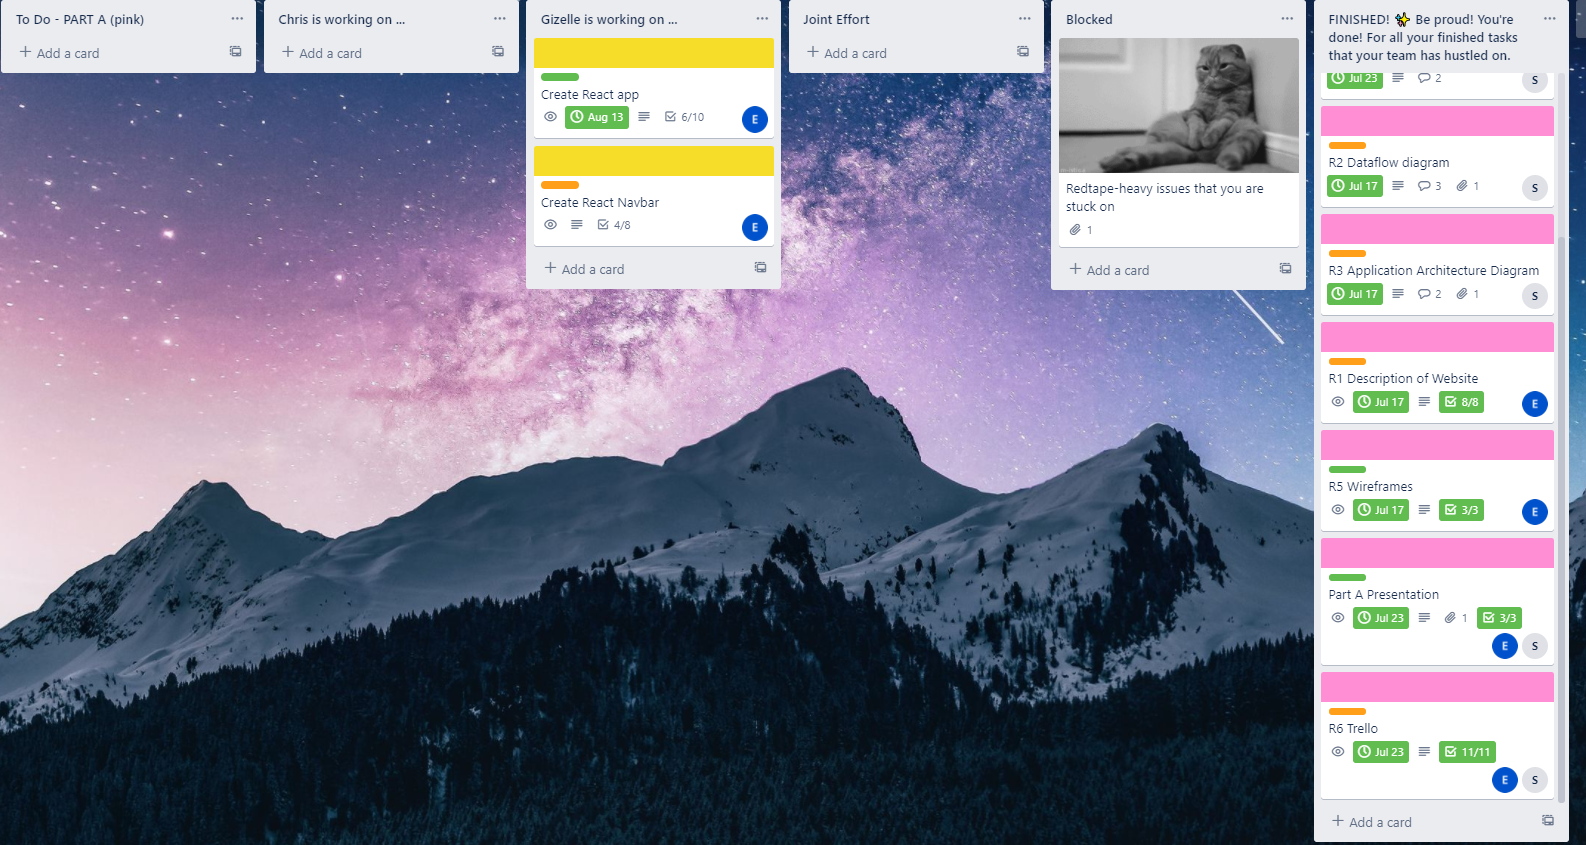 To Do - PART A (pink)
Add a card
Chris is working on ...
Add a card
Gizelle is working on ...
Create React app
Aug 13
6/10
E
Create React Navbar
4/8
E
Add a card
Joint Effort
Add a card
Blocked
Redtape-heavy issues that you are
stuck on
1
Add a card
FINISHED! ✨ Be proud! You're
done! For all your finished tasks
that your team has hustled on.
Jul 23
2
S
R2 Dataflow diagram
Jul 17
3
1
S
R3 Application Architecture Diagram
Jul 17
2
1
S
R1 Description of Website
Jul 17
8/8
E
R5 Wireframes
Jul 17
3/3
E
Part A Presentation
Jul 23
1
3/3
E
S
R6 Trello
Jul 23
11/11
E
S
Add a card